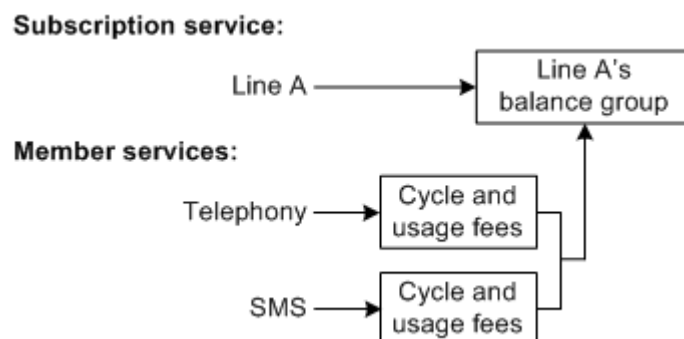 Subscription service:
Line A
Line A's
balance group
Member services:
Telephony
Cycle and
usage fees
SMS
Cycle and
usage fees